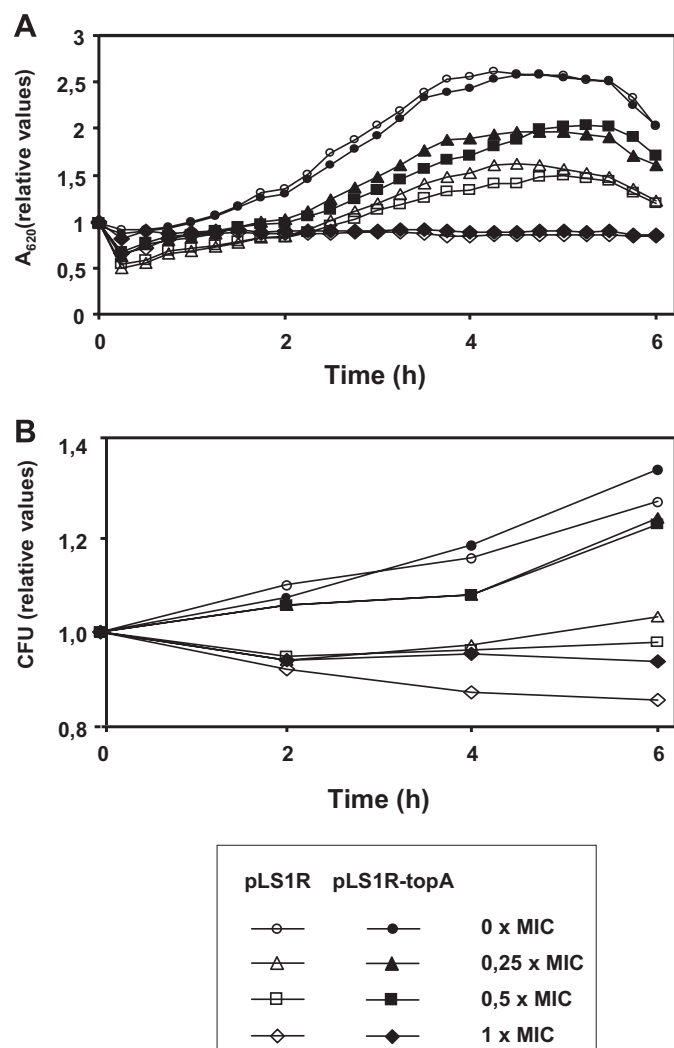 A
3
2,5
2
1,5
1
0,5
0
A620(relative values)
0 2 4 6
Time (h)
B
1,4
1,2
1,0
0,8
CFU (relative values)
0 2 4 6
Time (h)
pLS1R pLS1R-topA
0 x MIC
0,25 x MIC
0,5 x MIC
1 x MIC